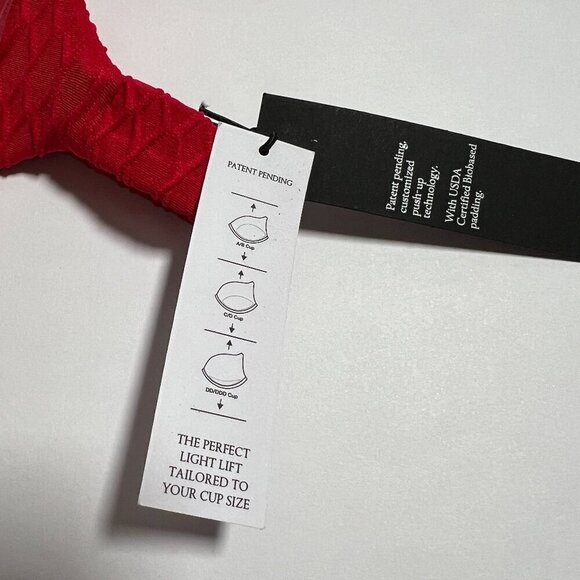 PATENT PENDING
A/B Cup
C/D Cup
DD/DDD Cup
THE PERFECT
LIGHT LIFT
TAILORED TO
YOUR CUP SIZE
Patent pending,
customized
push-up
technology.
With USDA
Certified Biobased
padding.